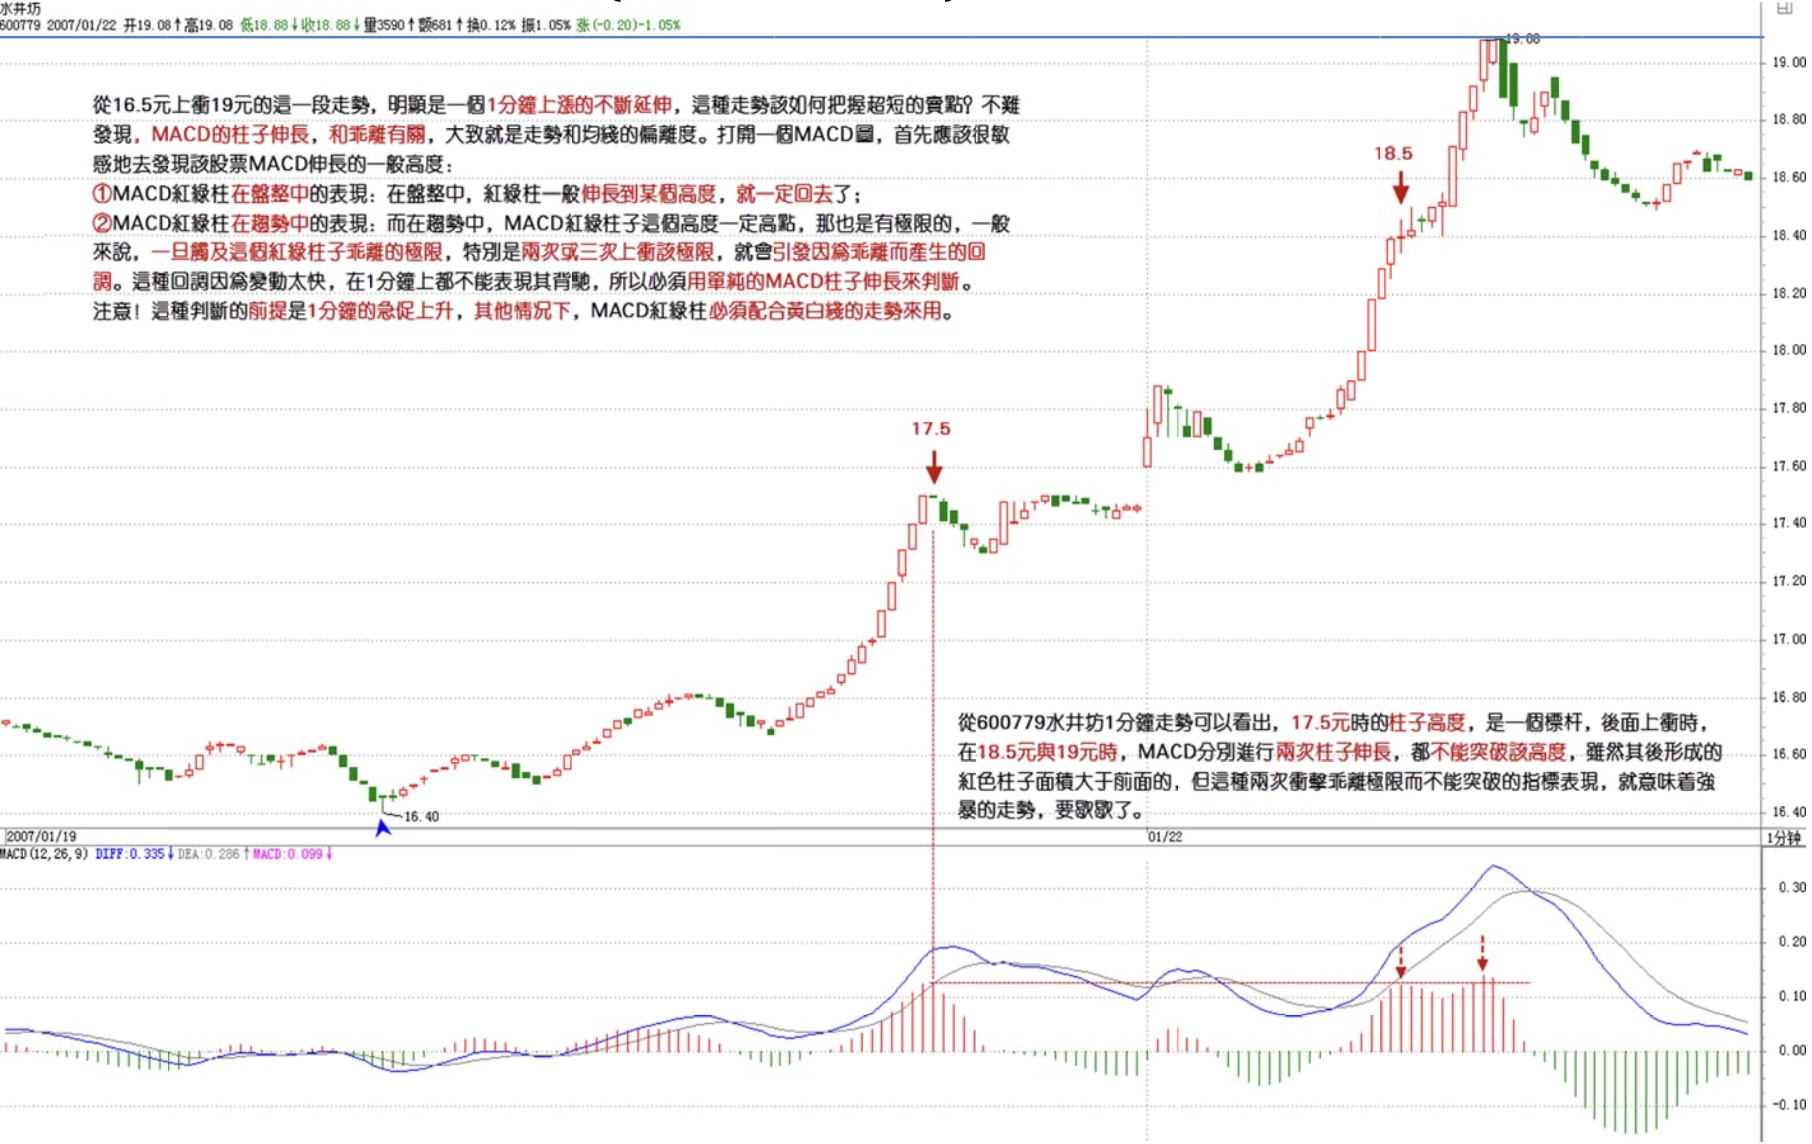 水井坊
600779 2007/01/22 开19.08↑高19.08 低18.88↓收18.88↓量3590↑额681↑换0.12% 振1.05% 涨(-0.20)-1.05%
19.08
19.00
從16.5元上衝19元的這一段走勢，明顯是一個1分鐘上漲的不斷延伸，這種走勢該如何把握超短的賣點？不難
發現，MACD的柱子伸長，和乖離有關，大致就是走勢和均綫的偏離度。打開一個MACD圖，首先應該很敏
感地去發現該股票MACD伸長的一般高度：
①MACD紅綠柱在盤整中的表現：在盤整中，紅綠柱一般伸長到某個高度，就一定回去了；
②MACD紅綠柱在趨勢中的表現：而在趨勢中，MACD紅綠柱子這個高度一定高點，那也是有極限的，一般
來說，一旦觸及這個紅綠柱子乖離的極限，特別是兩次或三次上衝該極限，就會引發因爲乖離而產生的回
調。這種回調因爲變動太快，在1分鐘上都不能表現其背馳，所以必須用單純的MACD柱子伸長來判斷。
注意！這種判斷的前提是1分鐘的急促上升，其他情况下，MACD紅綠柱必須配合黃白綫的走勢來用。
18.80
18.5
18.60
18.40
18.20
18.00
17.80
17.5
17.60
17.40
17.20
17.00
16.80
從600779水井坊1分鐘走勢可以看出，17.5元時的柱子高度，是一個標杆，後面上衝時，
在18.5元與19元時，MACD分別進行兩次柱子伸長，都不能突破該高度，雖然其後形成的
紅色柱子面積大于前面的，但這種兩次衝擊乖離極限而不能突破的指標表現，就意味着強
暴的走勢，要歇歇了。
16.60
16.40
16.40
2007/01/19
01/22
1分钟
MACD(12,26,9) DIFF:0.335↓ DEA:0.286↑ MACD:0.099↓
0.30
0.20
0.10
0.00
-0.10